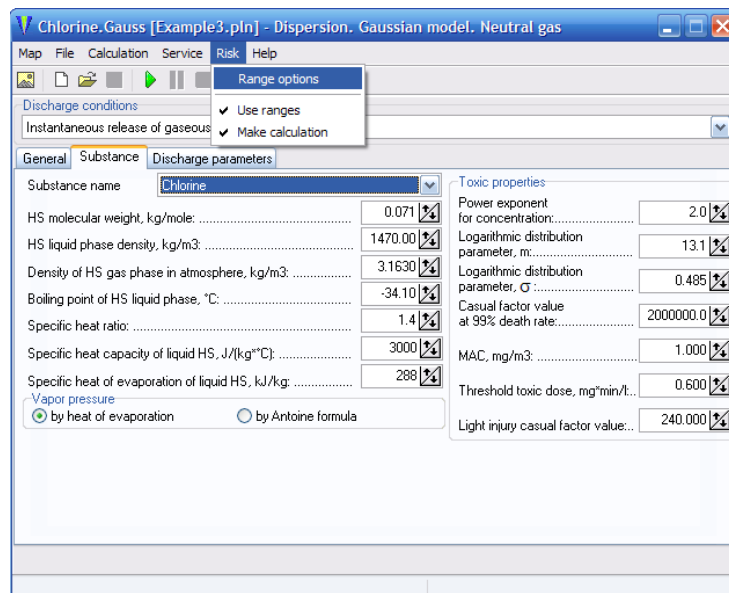 Chlorine.Gauss [Example3.pln] - Dispersion. Gaussian model. Neutral gas
Map File Calculation Service Risk Help
Range options
Use ranges
Make calculation
Discharge conditions
Instantaneous release of gaseous
General Substance Discharge parameters
Substance name Chlorine
HS molecular weight, kg/mole: 0.071
HS liquid phase density, kg/m3: 1470.00
Density of HS gas phase in atmosphere, kg/m3: 3.1630
Boiling point of HS liquid phase, °C: -34.10
Specific heat ratio: 1.4
Specific heat capacity of liquid HS, J/(kg*°C): 3000
Specific heat of evaporation of liquid HS, kJ/kg: 288
Vapor pressure
by heat of evaporation by Antoine formula
Toxic properties
Power exponent
for concentration: 2.0
Logarithmic distribution
parameter, m: 13.1
Logarithmic distribution
parameter, σ : 0.485
Casual factor value
at 99% death rate: 2000000.0
MAC, mg/m3: 1.000
Threshold toxic dose, mg*min/l: 0.600
Light injury casual factor value: 240.000